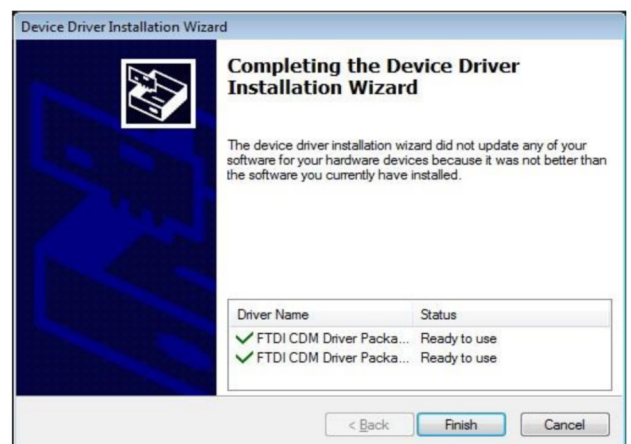 Device Driver Installation Wizard
Completing the Device Driver
Installation Wizard
The device driver installation wizard did not update any of your
software for your hardware devices because it was not better than
the software you currently have installed.
Driver Name Status
FTDI CDM Driver Packa... Ready to use
FTDI CDM Driver Packa... Ready to use
< Back Finish Cancel